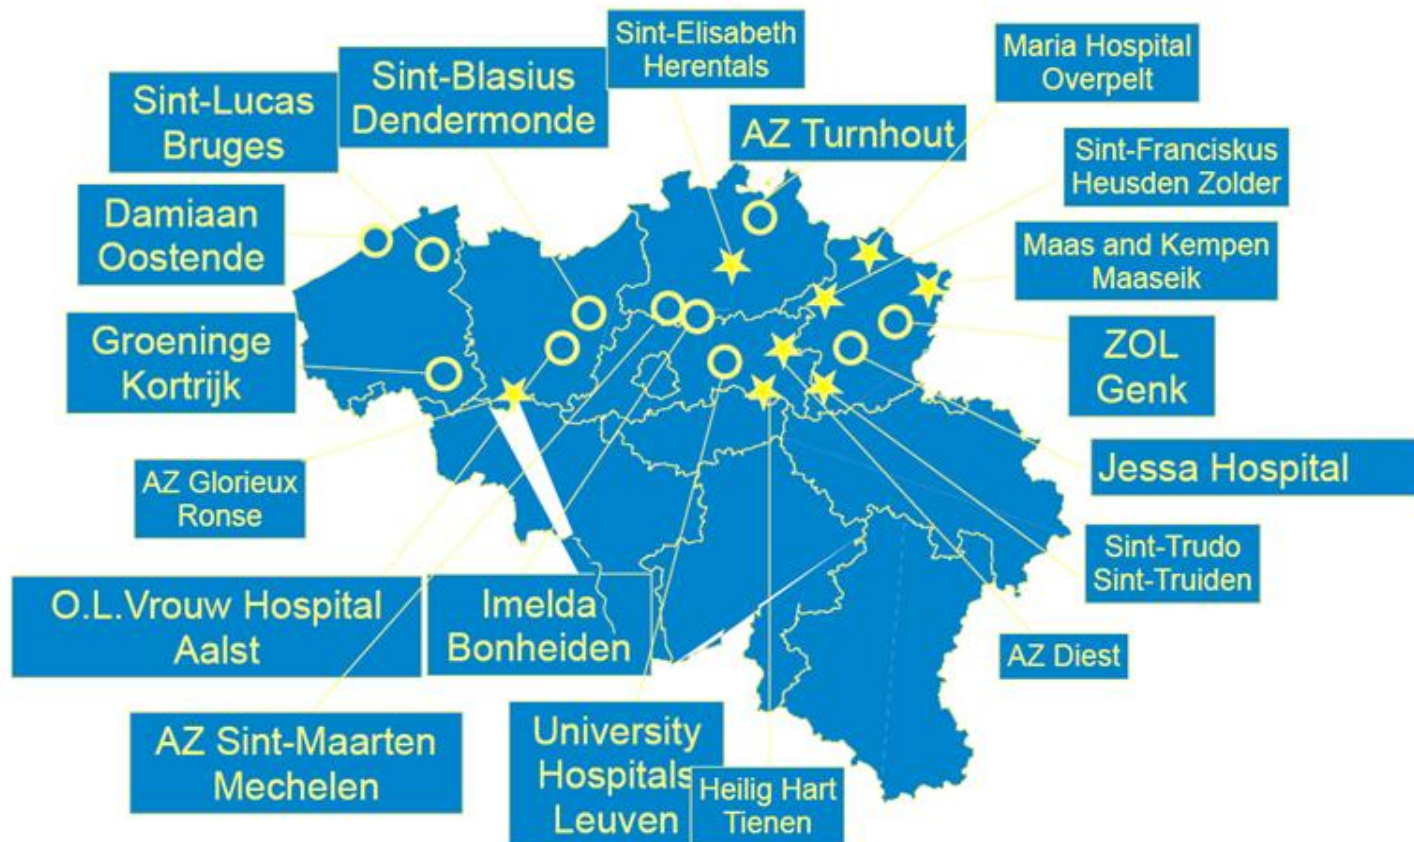 Sint-Elisabeth
Herentals
Maria Hospital
Overpelt
Sint-Blasius
Dendermonde
Sint-Lucas
Bruges
AZ Turnhout
Sint-Franciskus
Heusden Zolder
Damiaan
Oostende
Maas and Kempen
Maaseik
Groeninge
Kortrijk
ZOL
Genk
AZ Glorieux
Ronse
Jessa Hospital
Sint-Trudo
Sint-Truiden
O.L.Vrouw Hospital
Aalst
Imelda
Bonheiden
AZ Diest
AZ Sint-Maarten
Mechelen
University
Hospitals
Leuven
Heilig Hart
Tienen